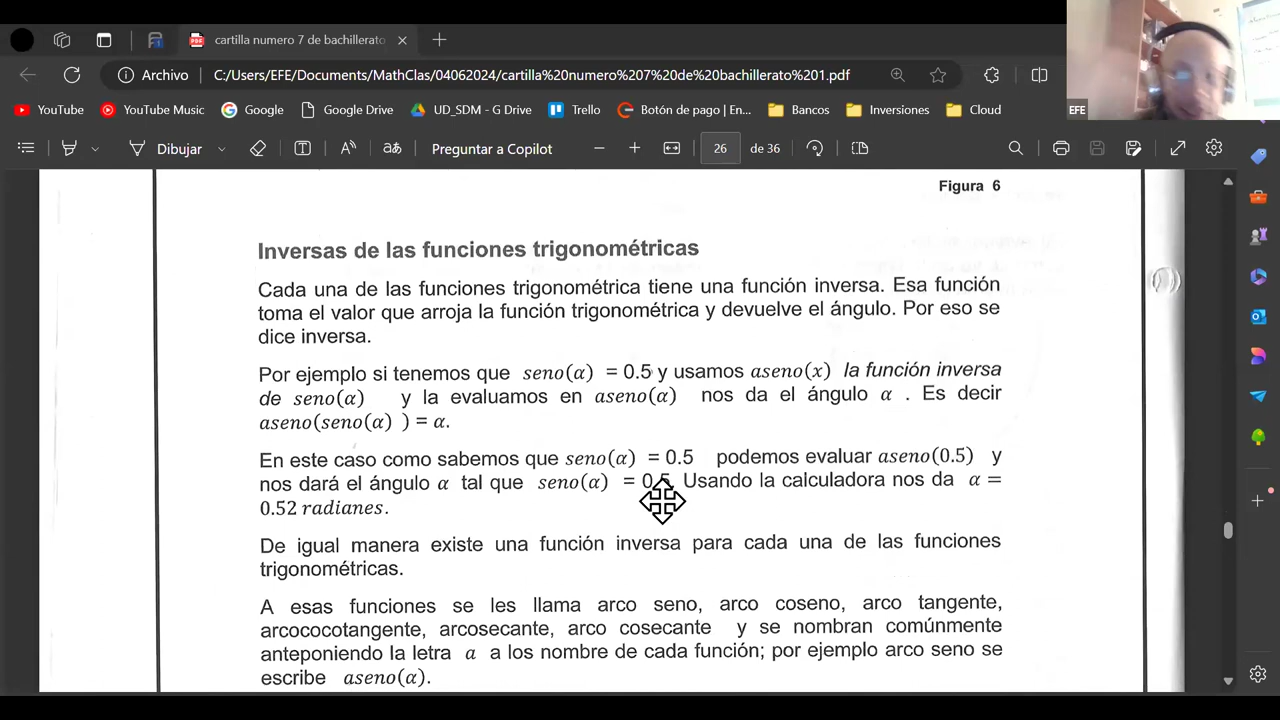 cartilla numero 7 de bachillerato
Archivo C:/Users/EFE/Documents/MathClas/04062024/cartilla%20numero%207%20de%20bachillerato%201.pdf
YouTube YouTube Music Google Google Drive UD_SDM - G Drive Trello Botón de pago | En... Bancos Inversiones Cloud
EFE
Dibujar aあ Preguntar a Copilot 26 de 36
Figura 6
Inversas de las funciones trigonométricas
Cada una de las funciones trigonométrica tiene una función inversa. Esa función
toma el valor que arroja la función trigonométrica y devuelve el ángulo. Por eso se
dice inversa.
Por ejemplo si tenemos que seno(α) = 0.5 y usamos aseno(x) la función inversa
de seno(α) y la evaluamos en aseno(α) nos da el ángulo α . Es decir
aseno(seno(α) ) = α.
En este caso como sabemos que seno(α) = 0.5 podemos evaluar aseno(0.5) y
nos dará el ángulo α tal que seno(α) = 0.5. Usando la calculadora nos da α =
0.52 radianes.
De igual manera existe una función inversa para cada una de las funciones
trigonométricas.
A esas funciones se les llama arco seno, arco coseno, arco tangente,
arcococotangente, arcosecante, arco cosecante y se nombran comúnmente
anteponiendo la letra a a los nombre de cada función; por ejemplo arco seno se
escribe aseno(α).